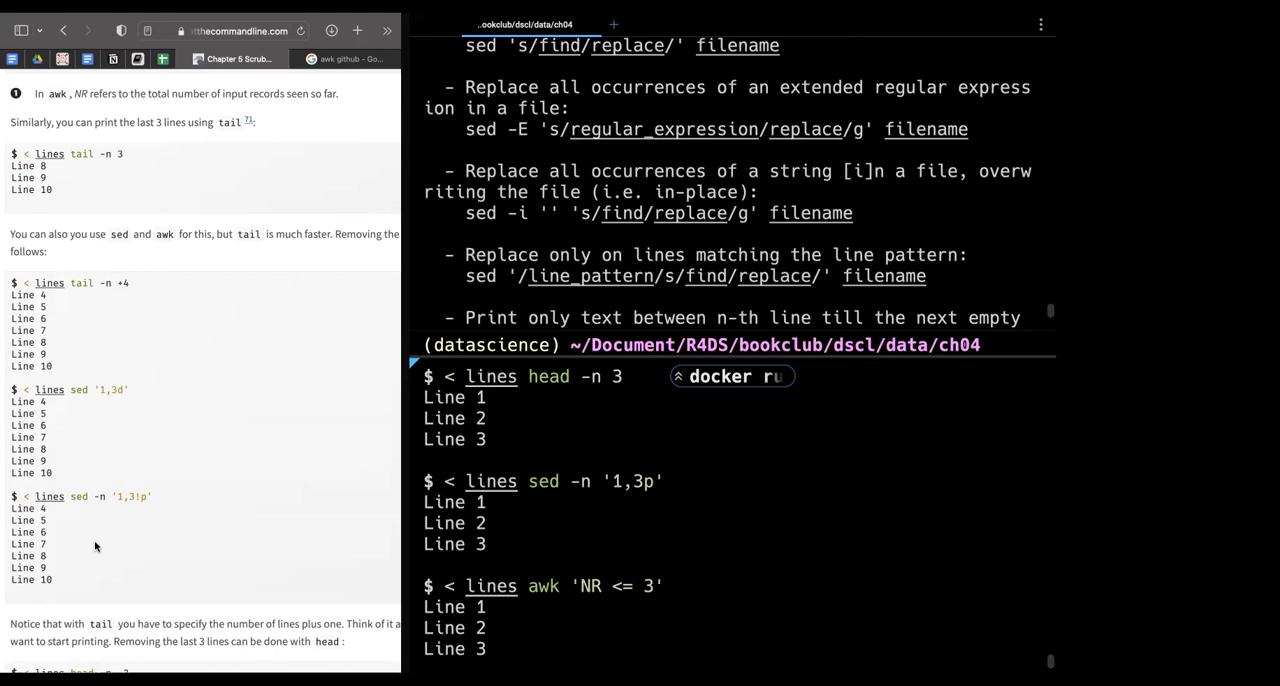 ..ookclub/dscl/data/ch04
:tthecommandline.com
Chapter 5 Scrub...
awk github - Go...
1 In awk , NR refers to the total number of input records seen so far.
Similarly, you can print the last 3 lines using tail 71:
$ < lines tail -n 3
Line 8
Line 9
Line 10
You can also you use sed and awk for this, but tail is much faster. Removing the
follows:
$ < lines tail -n +4
Line 4
Line 5
Line 6
Line 7
Line 8
Line 9
Line 10
$ < lines sed '1,3d'
Line 4
Line 5
Line 6
Line 7
Line 8
Line 9
Line 10
$ < lines sed -n '1,3!p'
Line 4
Line 5
Line 6
Line 7
Line 8
Line 9
Line 10
Notice that with tail you have to specify the number of lines plus one. Think of it a
want to start printing. Removing the last 3 lines can be done with head :
sed 's/find/replace/' filename
- Replace all occurrences of an extended regular express
ion in a file:
sed -E 's/regular_expression/replace/g' filename
- Replace all occurrences of a string [i]n a file, overw
riting the file (i.e. in-place):
sed -i '' 's/find/replace/g' filename
- Replace only on lines matching the line pattern:
sed '/line_pattern/s/find/replace/' filename
- Print only text between n-th line till the next empty
(datascience) ~/Document/R4DS/bookclub/dscl/data/ch04
$ < lines head -n 3
docker ru
Line 1
Line 2
Line 3
$ < lines sed -n '1,3p'
Line 1
Line 2
Line 3
$ < lines awk 'NR <= 3'
Line 1
Line 2
Line 3